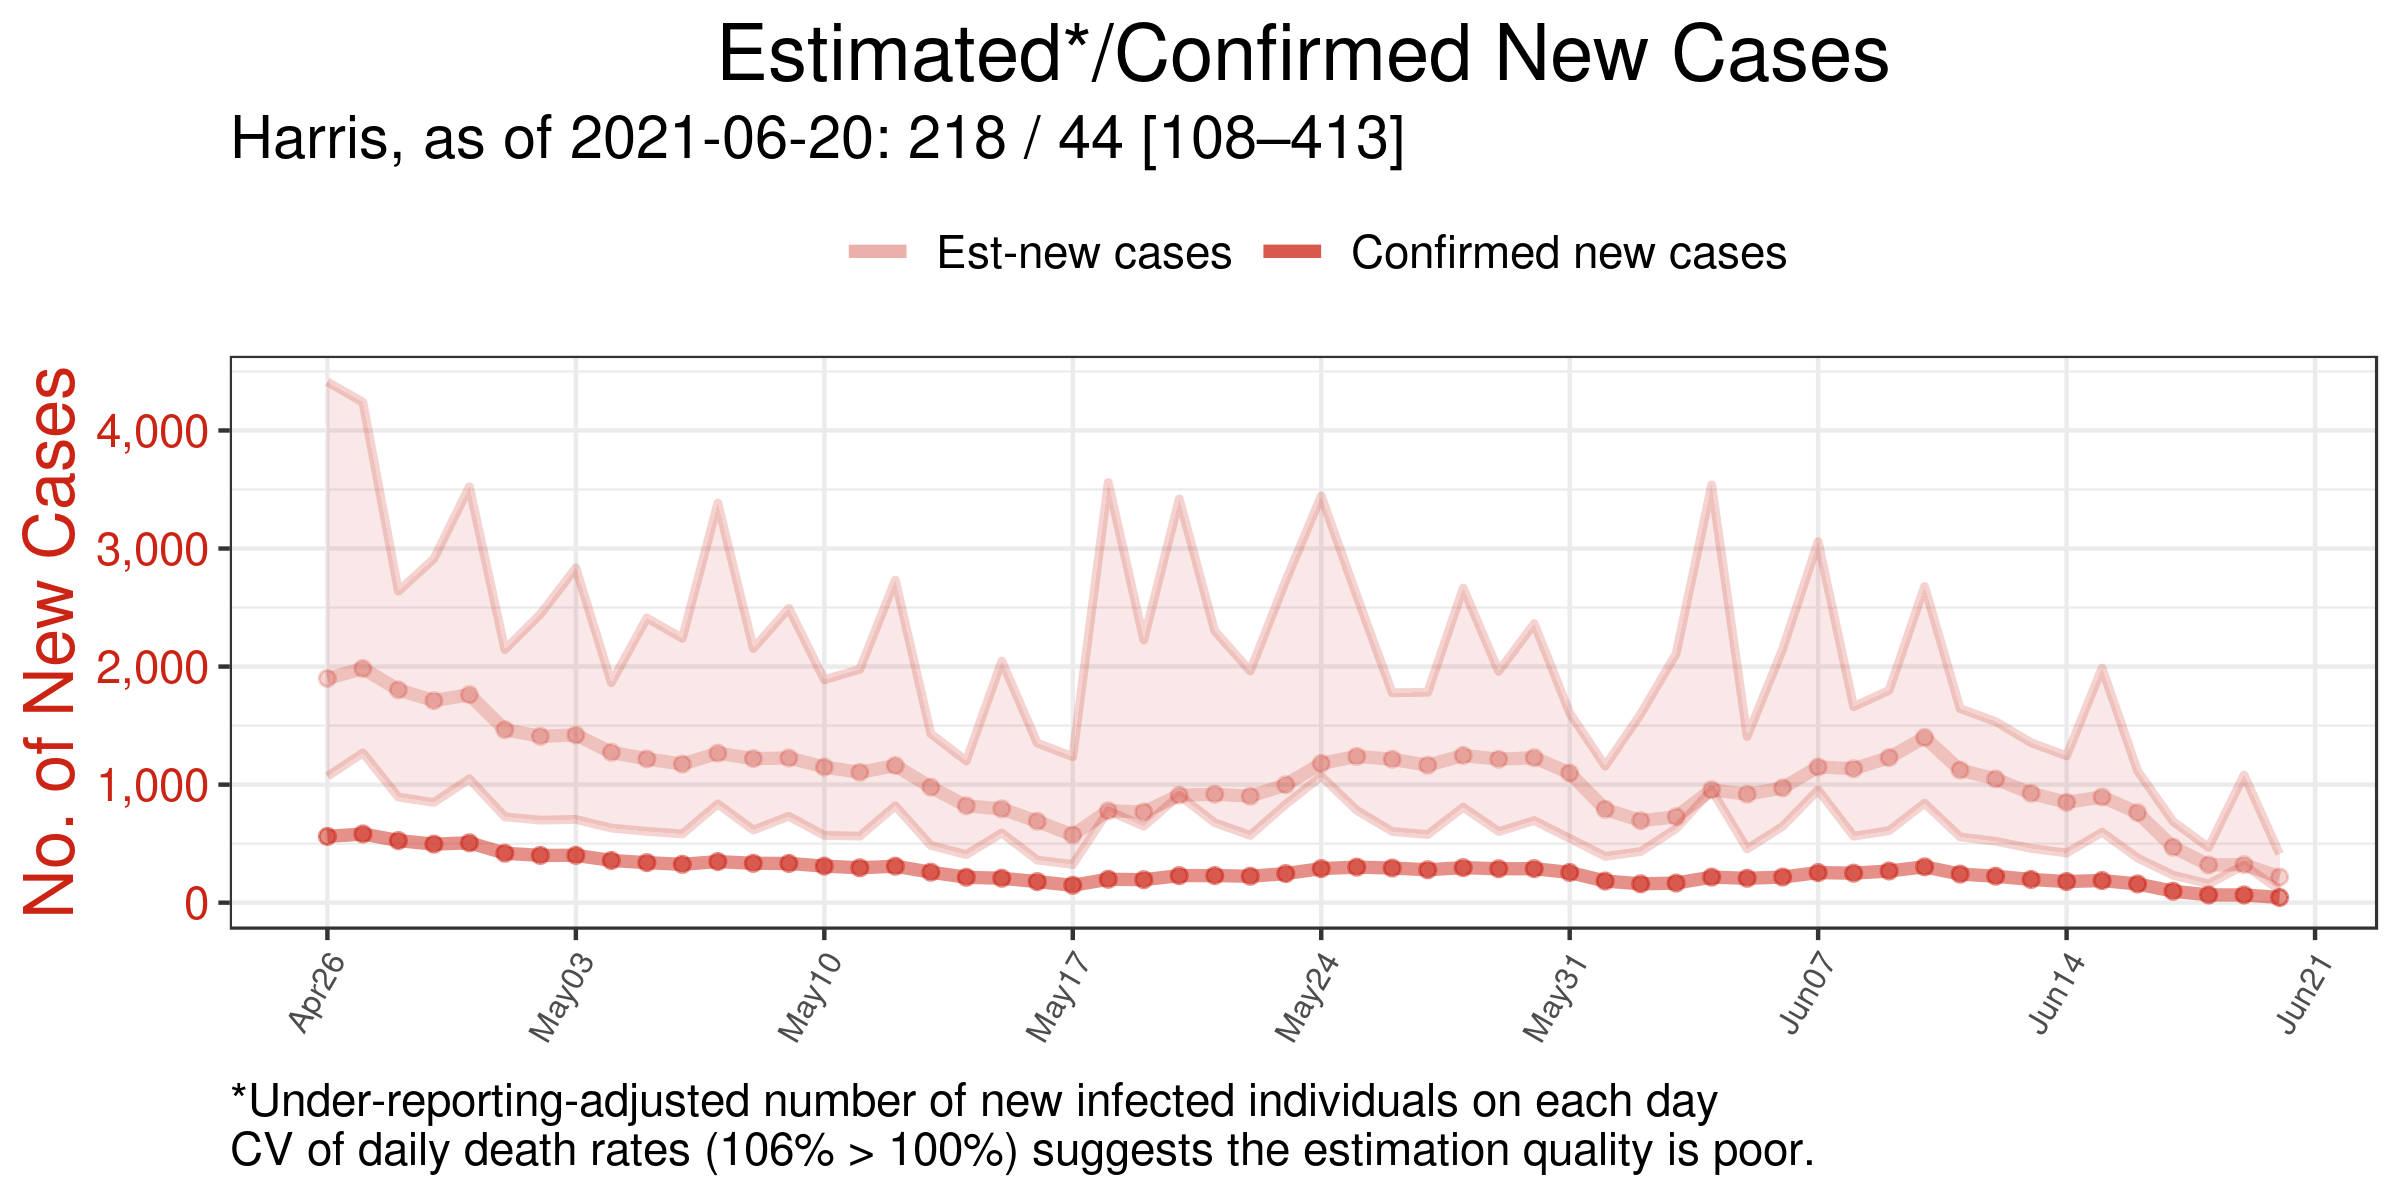 Estimated*/Confirmed New Cases
Harris, as of 2021-06-20: 218 / 44 [108–413]
Est-new cases Confirmed new cases
No. of New Cases
4,000
3,000
2,000
1,000
0
Apr26 May03 May10 May17 May24 May31 Jun07 Jun14 Jun21
*Under-reporting-adjusted number of new infected individuals on each day
CV of daily death rates (106% > 100%) suggests the estimation quality is poor.